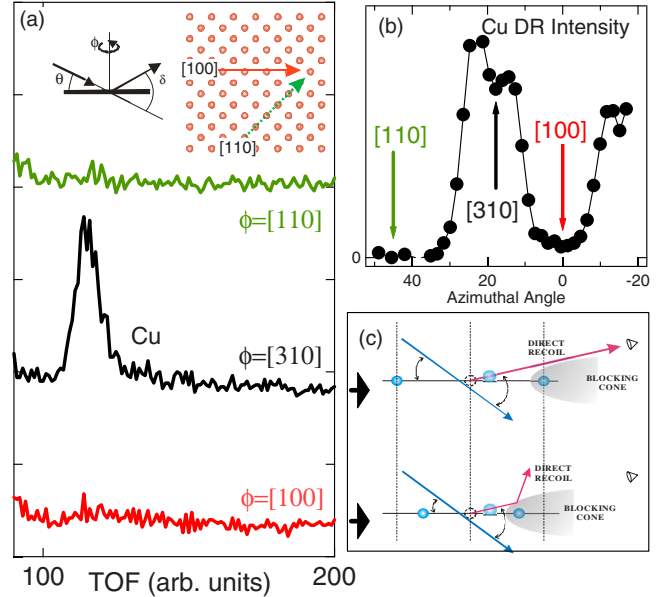 (a)
ϕ
θ
δ
[100]
[110]
ϕ=[110]
Cu
ϕ=[310]
ϕ=[100]
100
200
TOF (arb. units)
(b)
Cu DR Intensity
[110]
[100]
[310]
0
40
20
0
-20
Azimuthal Angle
(c)
DIRECT
RECOIL
BLOCKING
CONE
DIRECT
RECOIL
BLOCKING
CONE